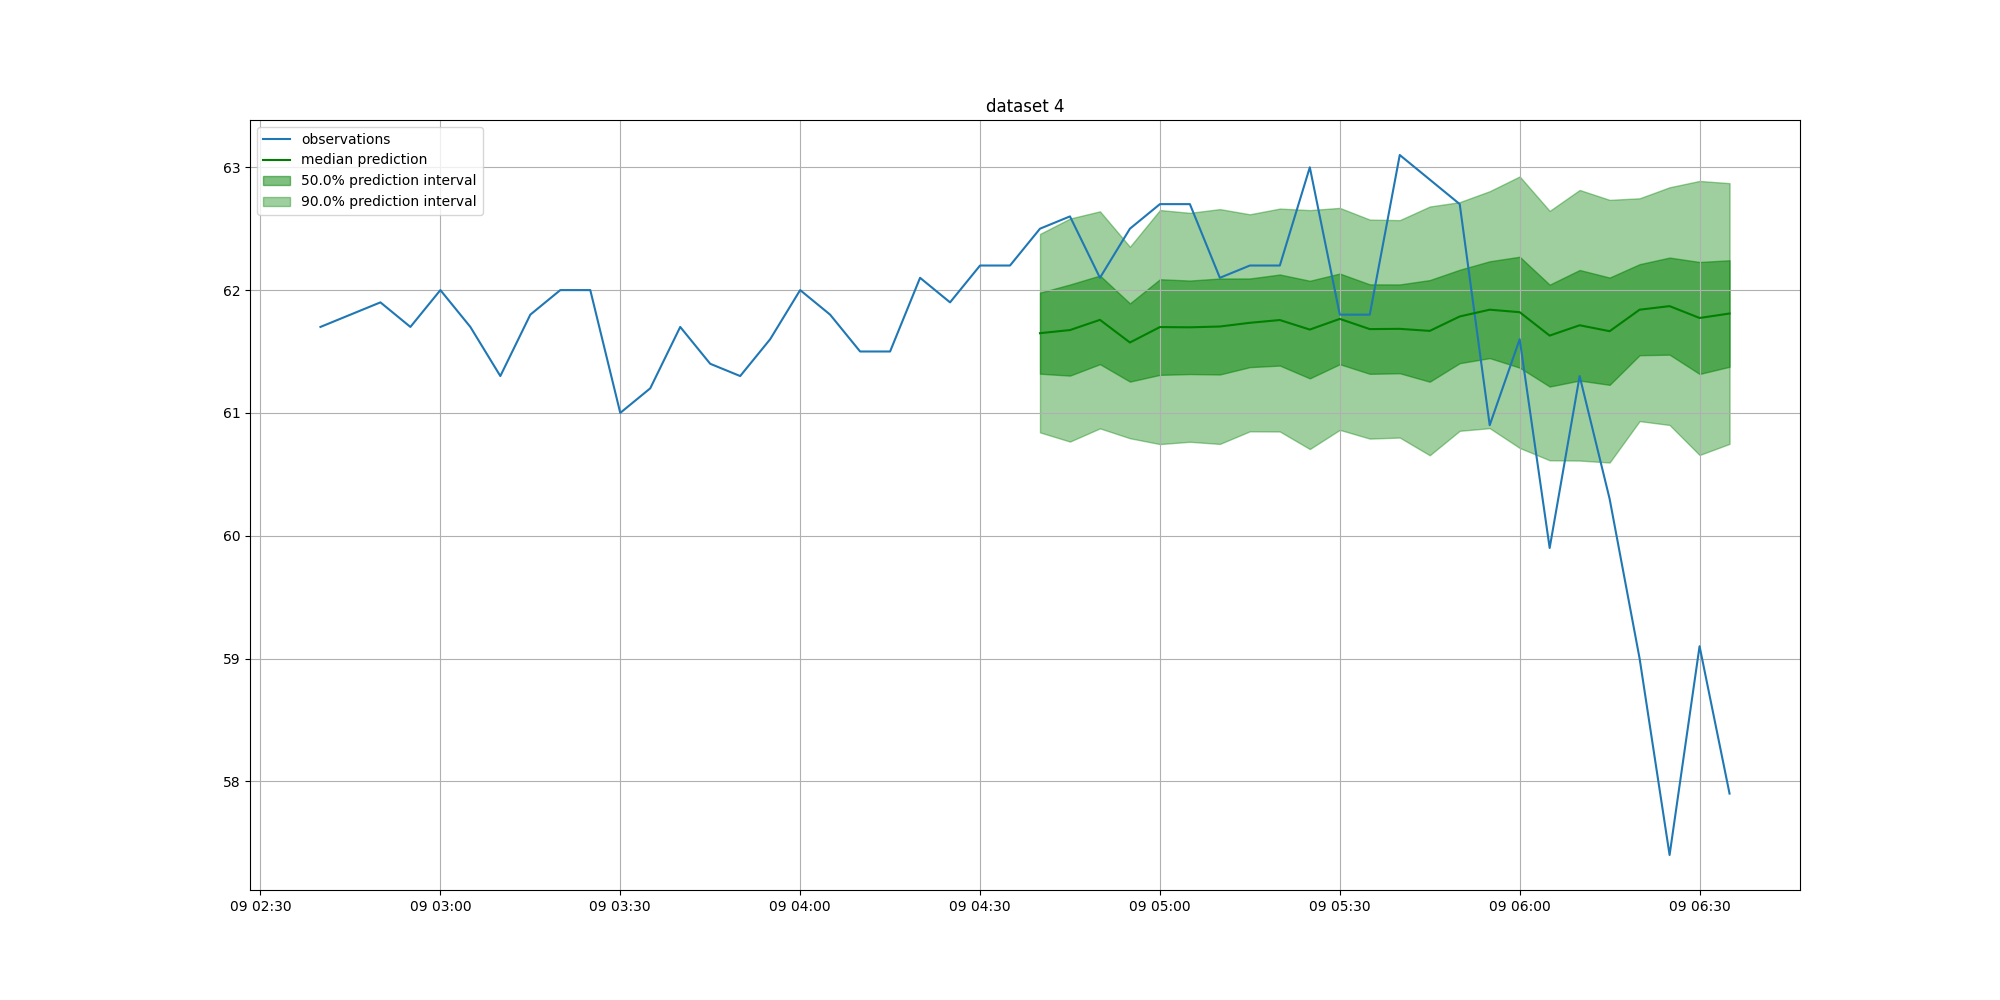 dataset 4
observations
median prediction
50.0% prediction interval
90.0% prediction interval
63
62
61
60
59
58
09 02:30 09 03:00 09 03:30 09 04:00 09 04:30 09 05:00 09 05:30 09 06:00 09 06:30